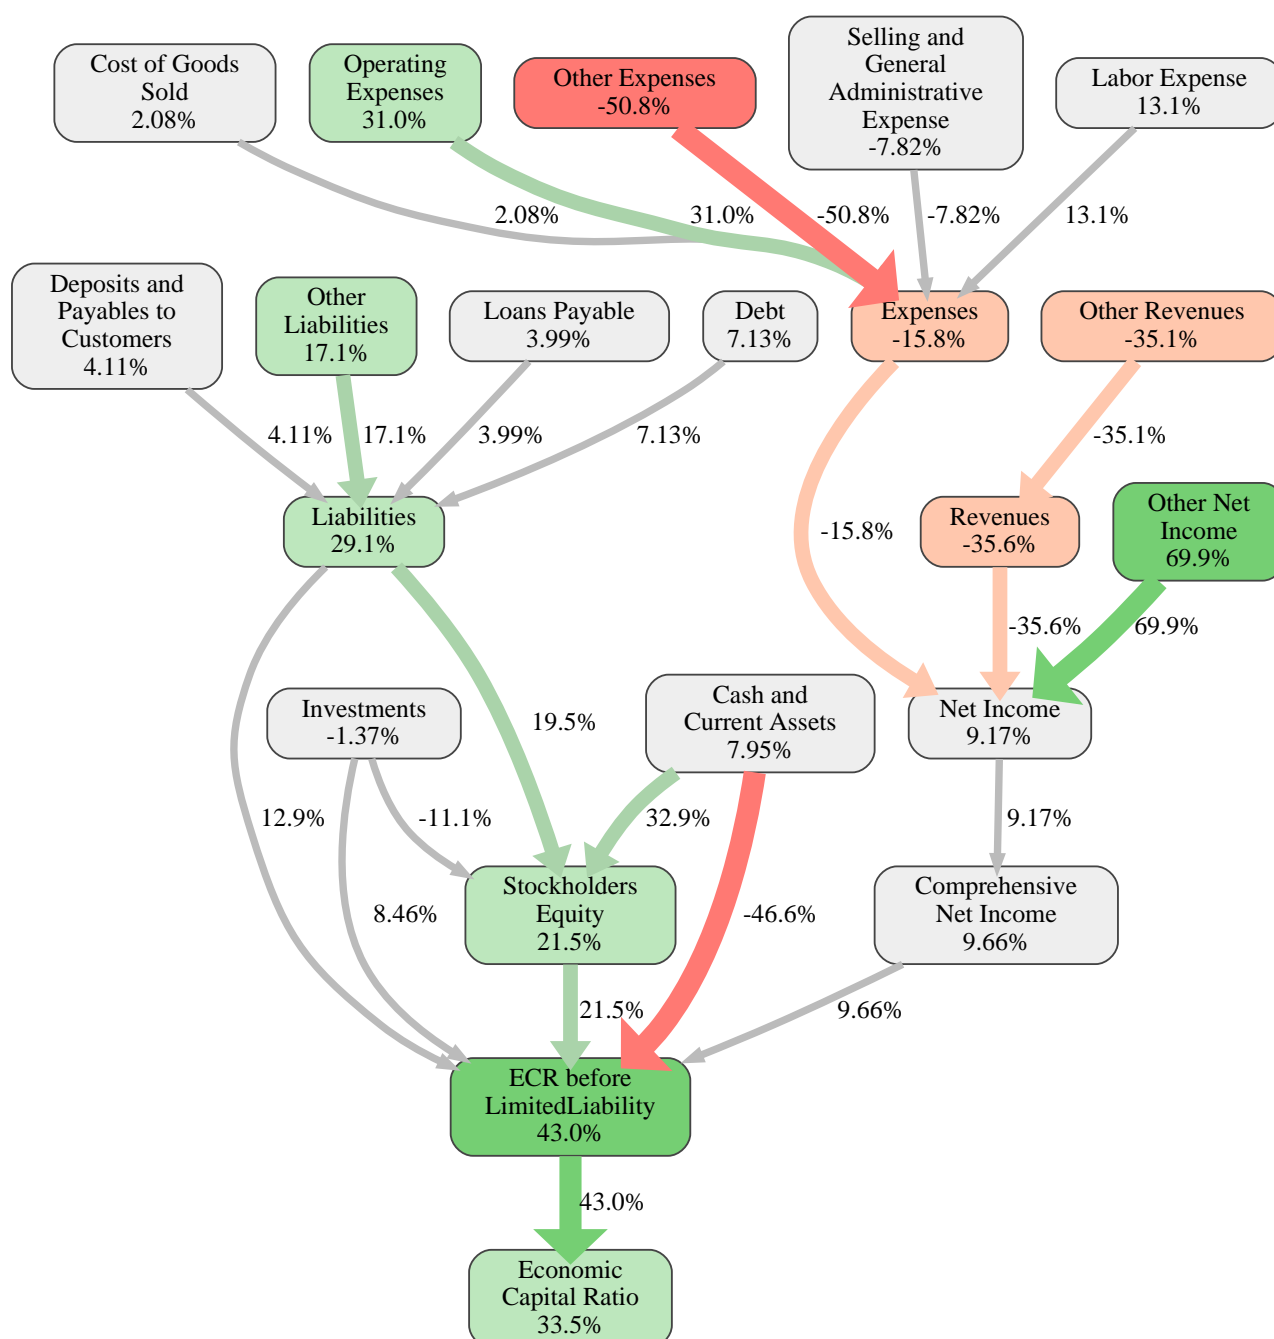 Cost of Goods
Sold
2.08%
Operating
Expenses
31.0%
Other Expenses
-50.8%
Selling and
General
Administrative
Expense
-7.82%
Labor Expense
13.1%
2.08%
31.0%
-50.8%
-7.82%
13.1%
Deposits and
Payables to
Customers
4.11%
Other
Liabilities
17.1%
Loans Payable
3.99%
Debt
7.13%
Expenses
-15.8%
Other Revenues
-35.1%
4.11%
17.1%
3.99%
7.13%
-35.1%
Liabilities
29.1%
-15.8%
Revenues
-35.6%
Other Net
Income
69.9%
-35.6%
69.9%
Investments
-1.37%
19.5%
Cash and
Current Assets
7.95%
Net Income
9.17%
12.9%
-11.1%
32.9%
9.17%
8.46%
Stockholders
Equity
21.5%
-46.6%
Comprehensive
Net Income
9.66%
21.5%
9.66%
ECR before
LimitedLiability
43.0%
43.0%
Economic
Capital Ratio
33.5%